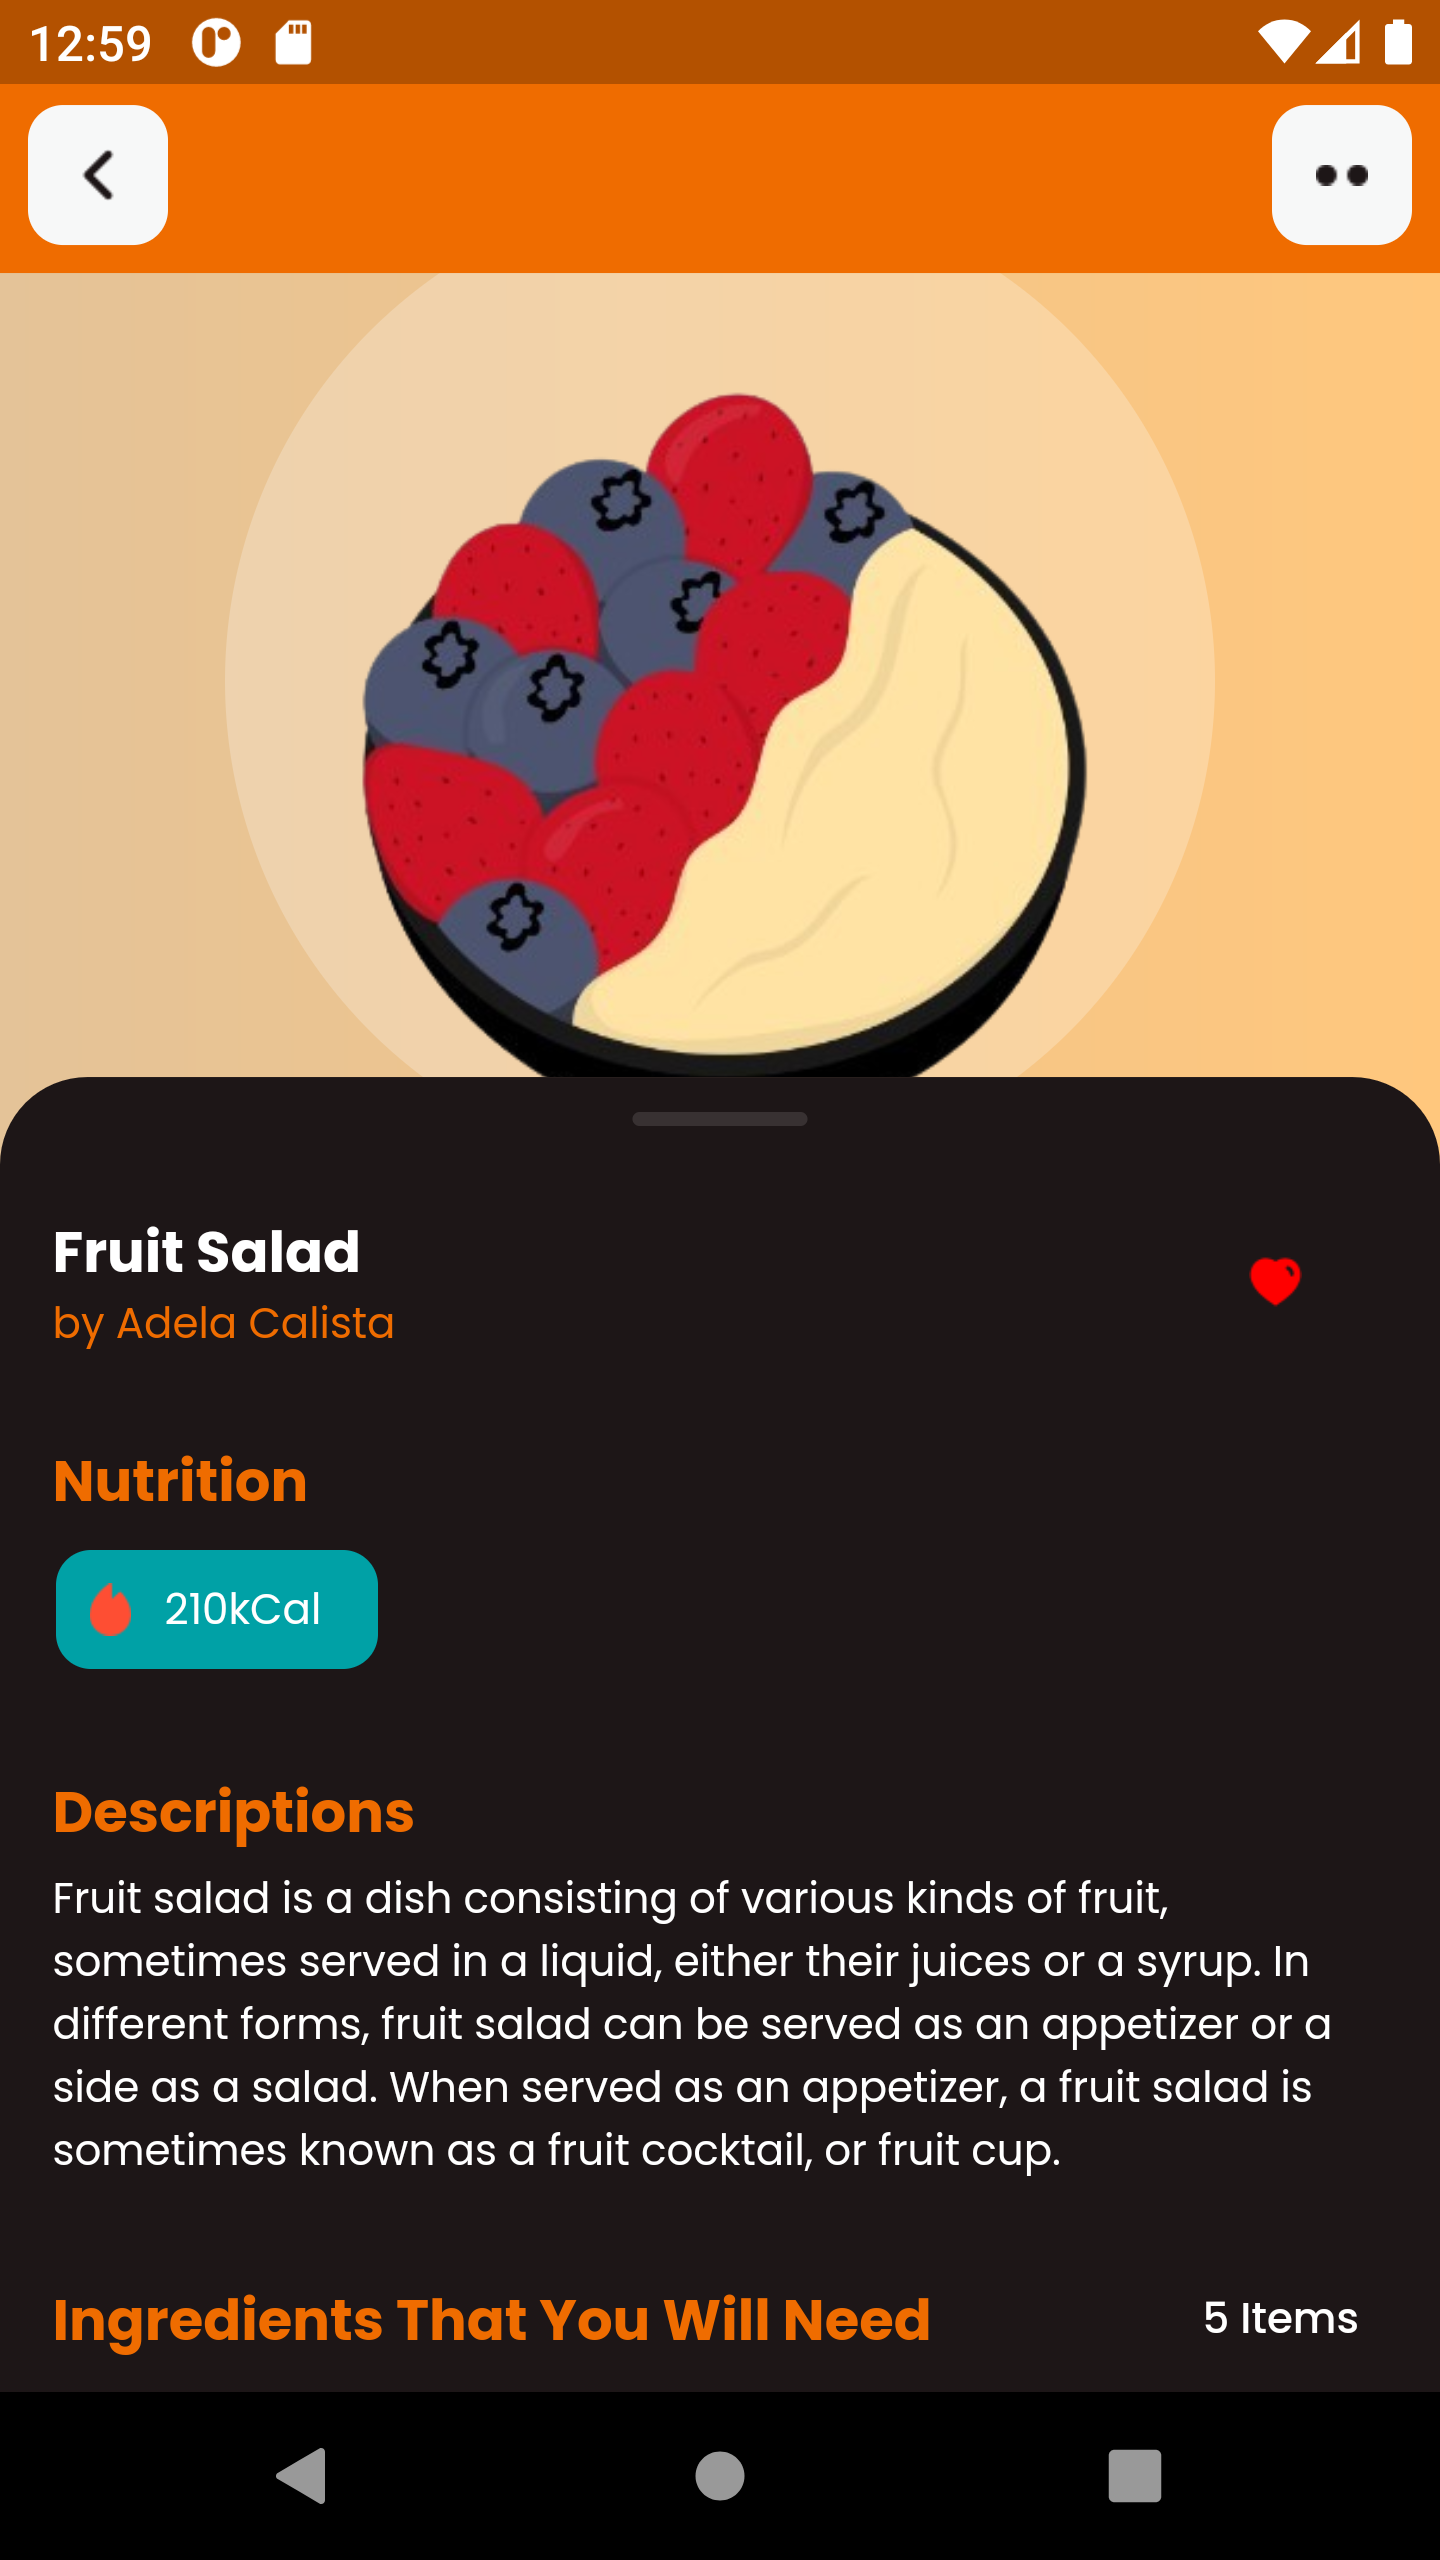 12:59
Fruit Salad
by Adela Calista
Nutrition
210kCal
Descriptions
Fruit salad is a dish consisting of various kinds of fruit,
sometimes served in a liquid, either their juices or a syrup. In
different forms, fruit salad can be served as an appetizer or a
side as a salad. When served as an appetizer, a fruit salad is
sometimes known as a fruit cocktail, or fruit cup.
Ingredients That You Will Need 5 Items